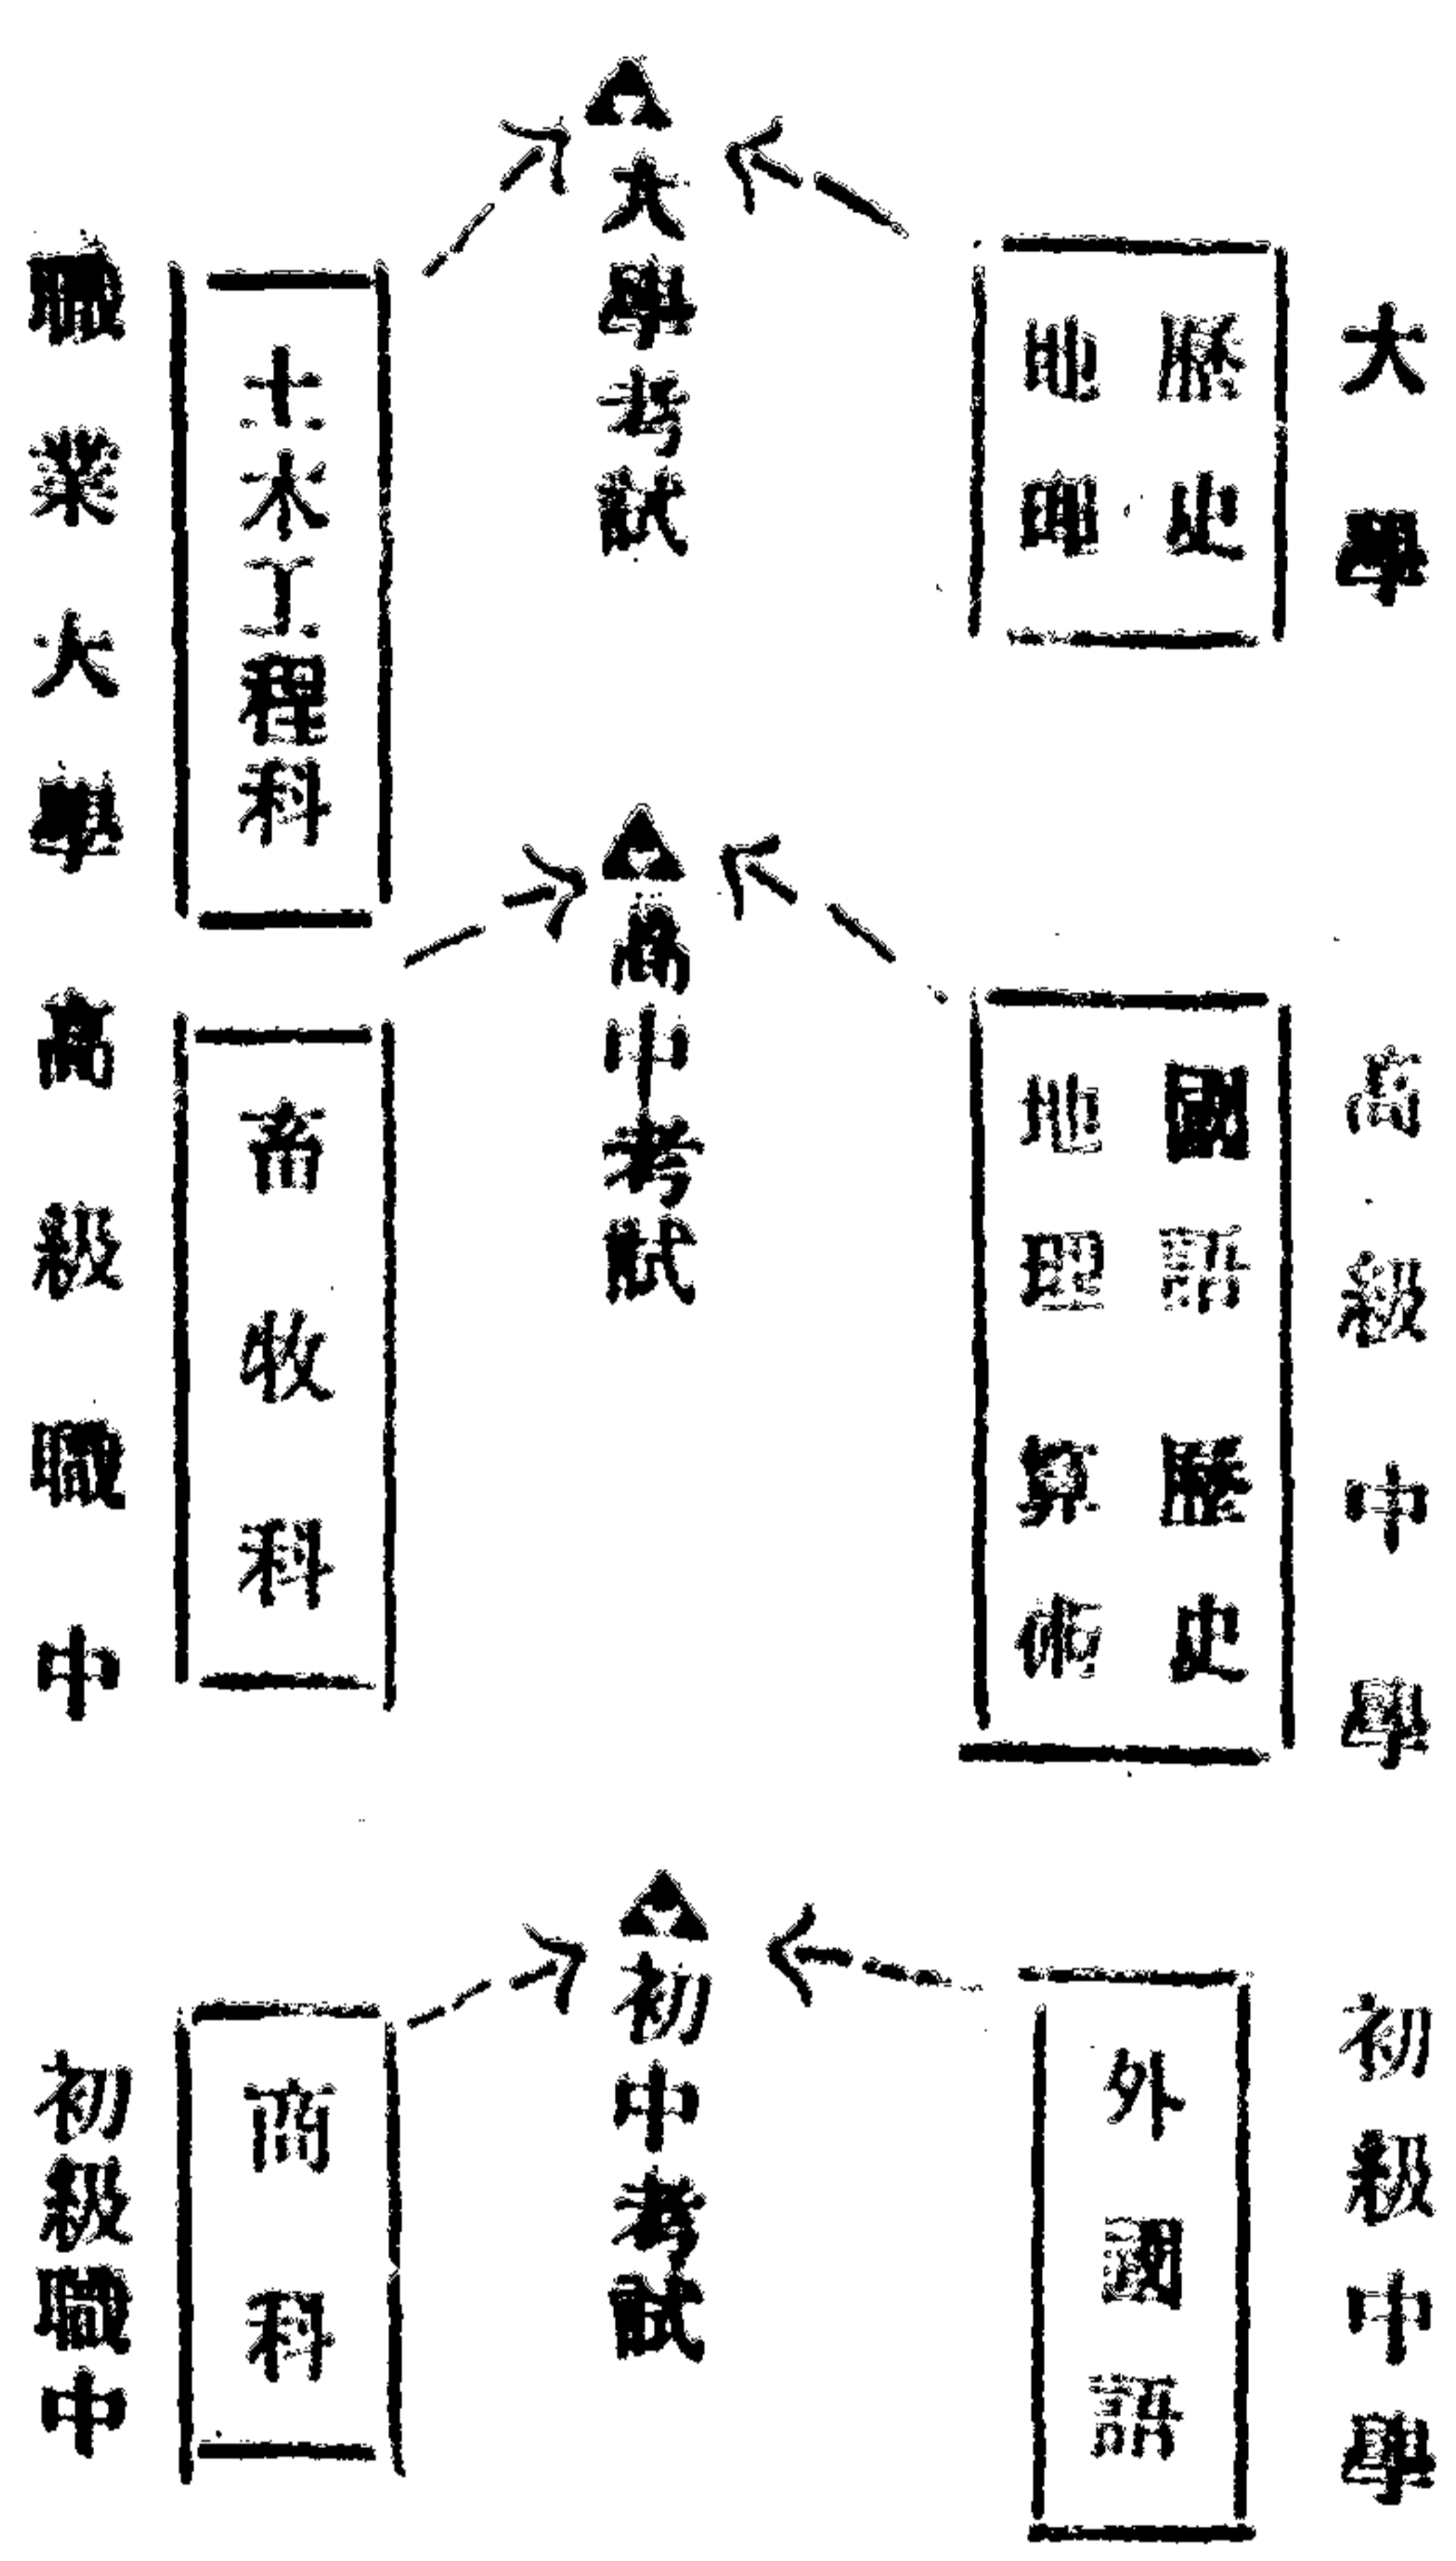 大學
歷史
地理
△大學考試
土木工程科
職業大學
高級中學
國語 歷史
地理 算術
△高中考試
畜牧科
高級職中
初級中學
外國語
△初中考試
商科
初級職中